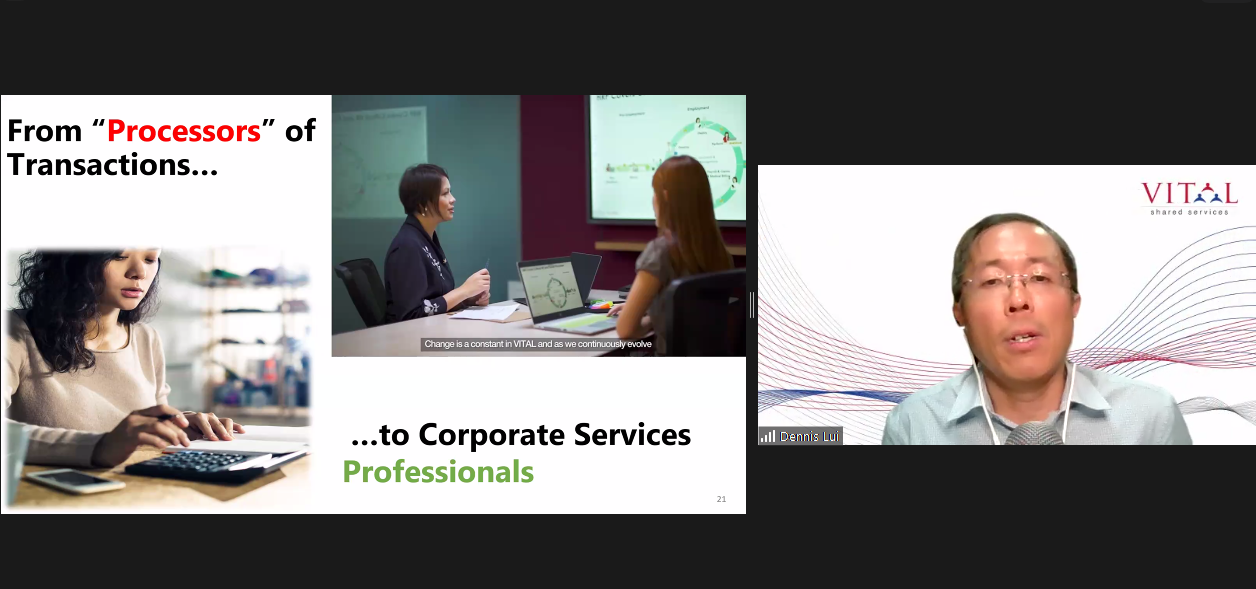 From “Processors” of
Transactions...
Employment
Change is a constant in VITAL and as we continuously evolve
...to Corporate Services
Professionals
21
VITAL
shared services
Dennis Lui